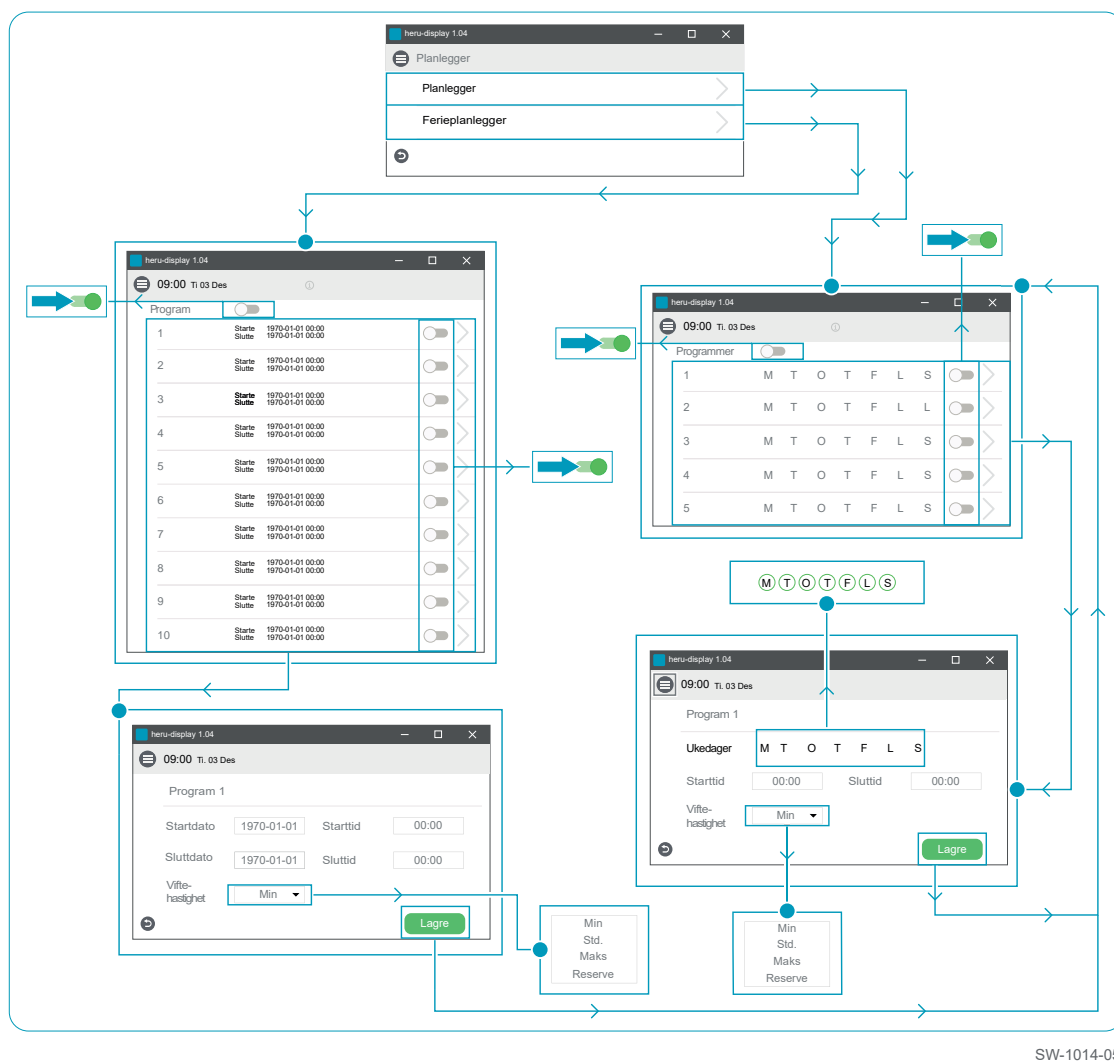 heru-display 1.04
Planlegger
Planlegger
Ferieplanlegger
heru-display 1.04
09:00 Ti 03 Des
Program
1 Starte 1970-01-01 00:00
Slutte 1970-01-01 00:00
2 Starte 1970-01-01 00:00
Slutte 1970-01-01 00:00
3 Starte 1970-01-01 00:00
Slutte 1970-01-01 00:00
4 Starte 1970-01-01 00:00
Slutte 1970-01-01 00:00
5 Starte 1970-01-01 00:00
Slutte 1970-01-01 00:00
6 Starte 1970-01-01 00:00
Slutte 1970-01-01 00:00
7 Starte 1970-01-01 00:00
Slutte 1970-01-01 00:00
8 Starte 1970-01-01 00:00
Slutte 1970-01-01 00:00
9 Starte 1970-01-01 00:00
Slutte 1970-01-01 00:00
10 Starte 1970-01-01 00:00
Slutte 1970-01-01 00:00
heru-display 1.04
09:00 Ti. 03 Des
Programmer
1 M T O T F L S
2 M T O T F L L
3 M T O T F L S
4 M T O T F L S
5 M T O T F L S
M T O T F L S
heru-display 1.04
09:00 Ti. 03 Des
Program 1
Ukedager M T O T F L S
Starttid 00:00 Sluttid 00:00
Vifte-
hastighet Min
Lagre
Min
Std.
Maks
Reserve
heru-display 1.04
09:00 Ti. 03 Des
Program 1
Startdato 1970-01-01 Starttid 00:00
Sluttdato 1970-01-01 Sluttid 00:00
Vifte-
hastighet Min
Lagre
Min
Std.
Maks
Reserve
SW-1014-09